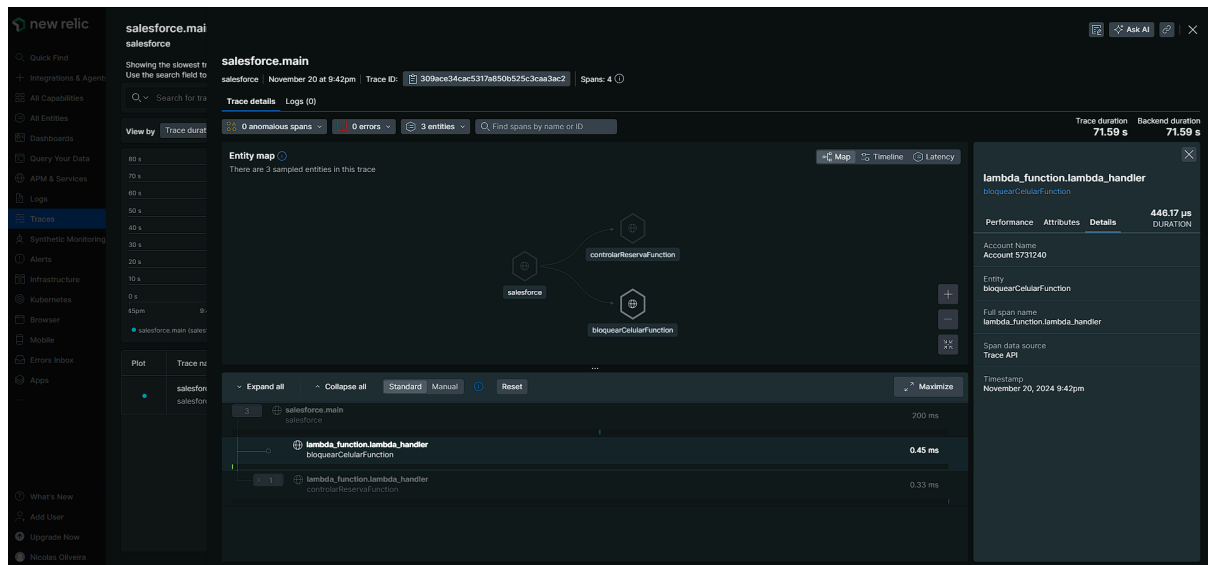 new relic
Quick Find
Integrations & Agents
All Capabilities
All Entities
Dashboards
Query Your Data
APM & Services
Logs
Traces
Synthetic Monitoring
Alerts
Infrastructure
Kubernetes
Browser
Mobile
Errors Inbox
Apps
What's New
Add User
Upgrade Now
Nicolas Oliveira
salesforce.mai
salesforce
Showing the slowest tr
Use the search field to
Search for tra
View by Trace durat
80 s
70 s
60 s
50 s
40 s
30 s
20 s
10 s
0 s
45pm 9:
salesforce.main (sales
Plot Trace na
salesforc
salesforc
Ask AI
salesforce.main
salesforce November 20 at 9:42pm Trace ID: 309ace34cac5317a850b525c3caa3ac2 Spans: 4
Trace details Logs (0)
0 anomalous spans 0 errors 3 entities Find spans by name or ID
Trace duration Backend duration
71.59 s 71.59 s
Entity map
There are 3 sampled entities in this trace
Map Timeline Latency
controlarReservaFunction
salesforce
bloquearCelularFunction
Expand all Collapse all Standard Manual Reset Maximize
3 salesforce.main
salesforce
200 ms
lambda_function.lambda_handler
bloquearCelularFunction
0.45 ms
1 lambda_function.lambda_handler
controlarReservaFunction
0.33 ms
lambda_function.lambda_handler
bloquearCelularFunction
446.17 µs
DURATION
Performance Attributes Details
Account Name
Account 5731240
Entity
bloquearCelularFunction
Full span name
lambda_function.lambda_handler
Span data source
Trace API
Timestamp
November 20, 2024 9:42pm